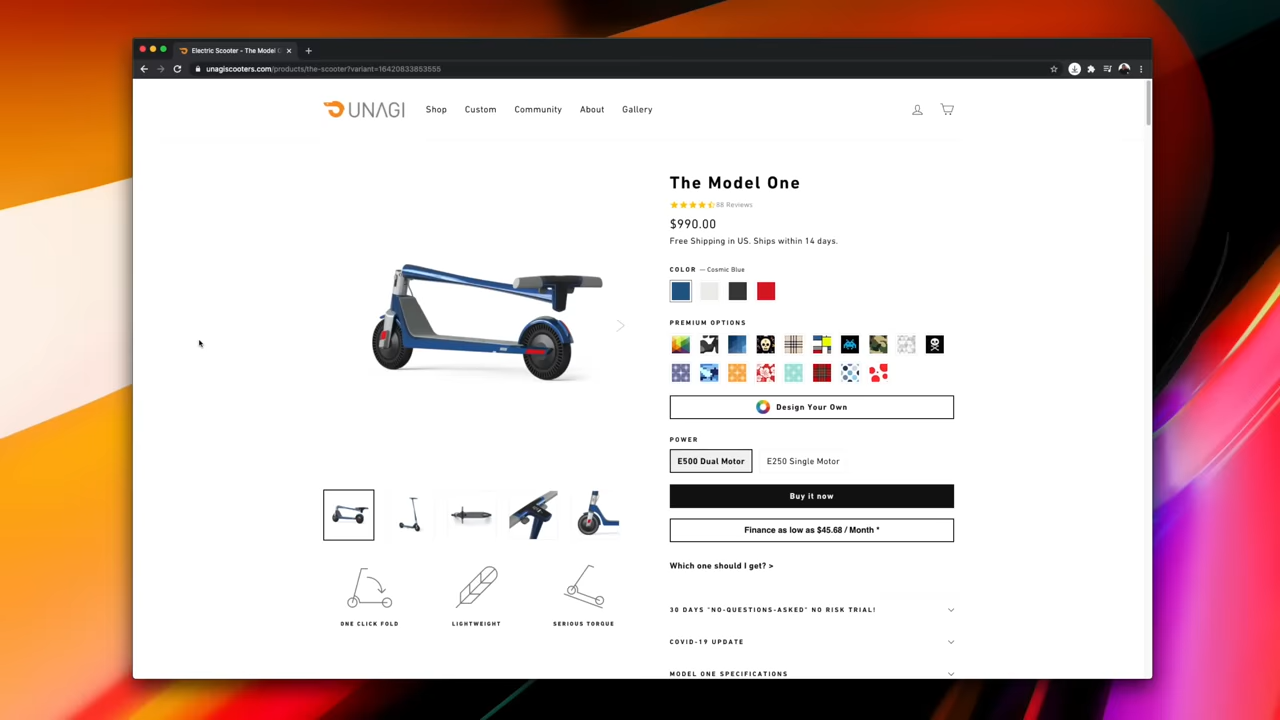 Electric Scooter - The Model O
unagiscooters.com/products/the-scooter?variant=16420833853555
UNAGI
Shop
Custom
Community
About
Gallery
The Model One
88 Reviews
$990.00
Free Shipping in US. Ships within 14 days.
COLOR — Cosmic Blue
PREMIUM OPTIONS
Design Your Own
POWER
E500 Dual Motor
E250 Single Motor
Buy it now
Finance as low as $45.68 / Month *
Which one should I get? >
ONE CLICK FOLD
LIGHTWEIGHT
SERIOUS TORQUE
30 DAYS "NO-QUESTIONS-ASKED" NO RISK TRIAL!
COVID-19 UPDATE
MODEL ONE SPECIFICATIONS